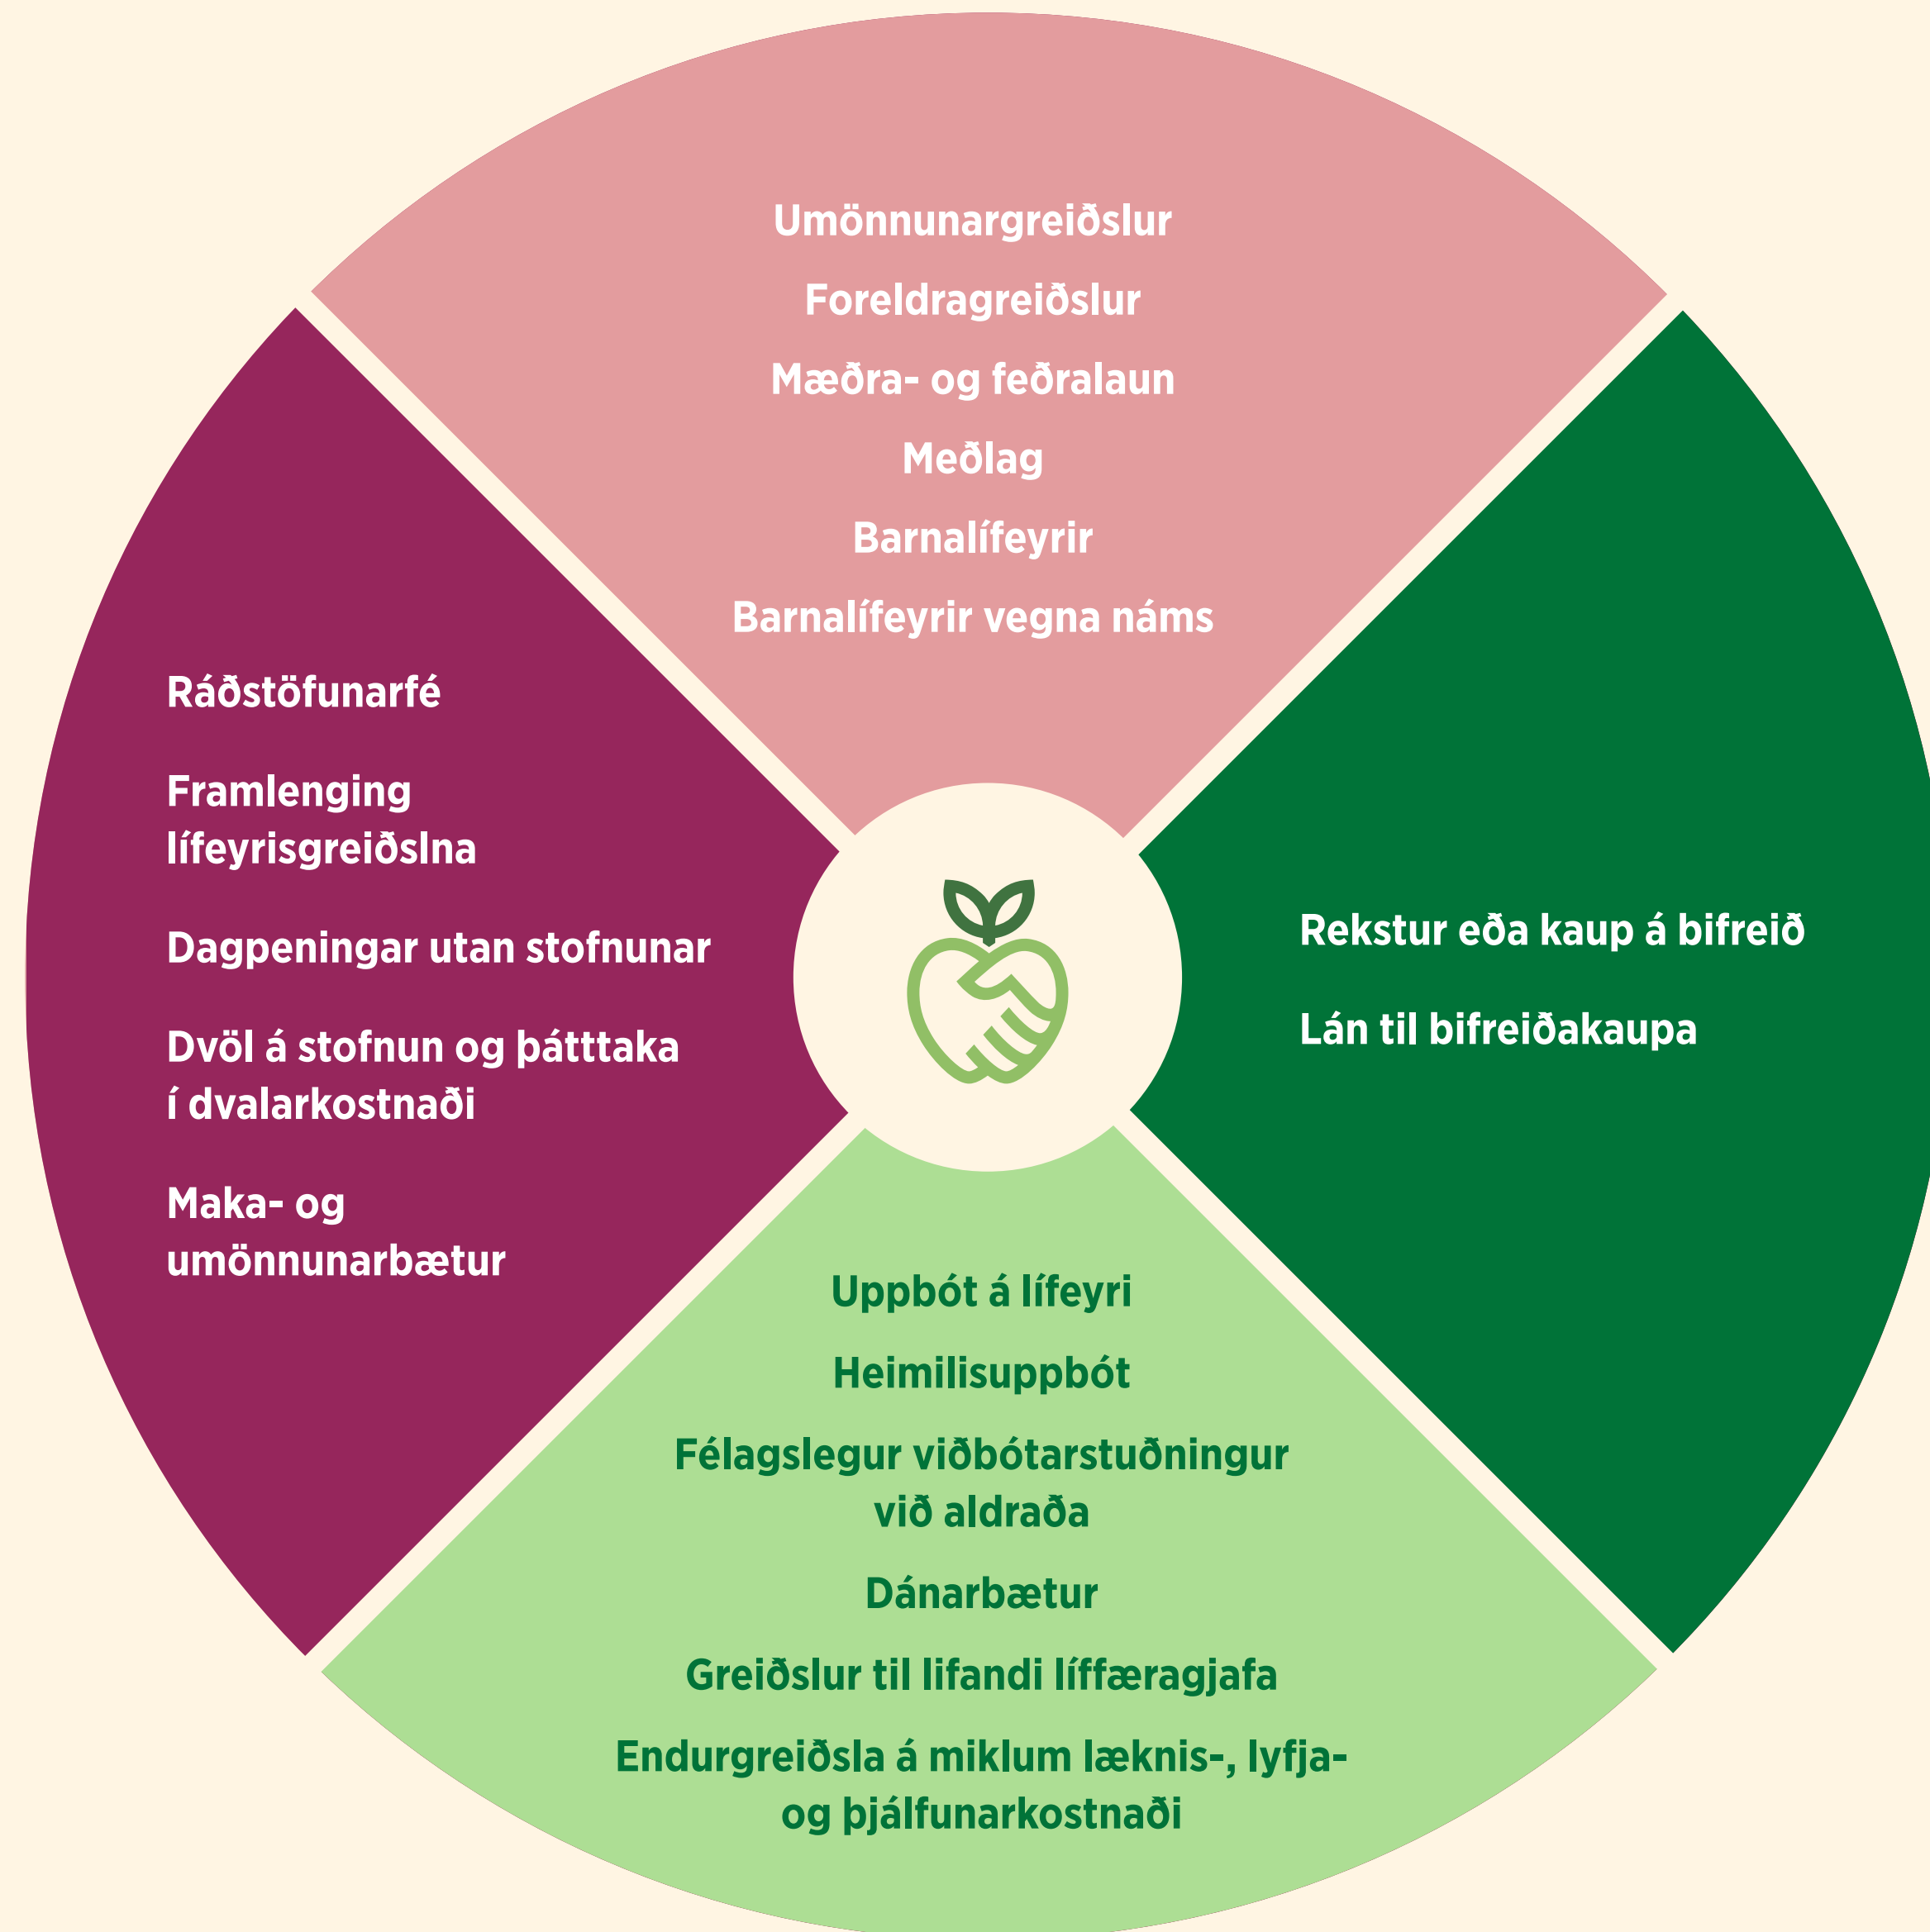 Umönnunargreiðslur
Foreldragreiðslur
Mæðra- og feðralaun
Meðlag
Barnalífeyrir
Barnalífeyrir vegna náms
Ráðstöfunarfé
Framlenging
lífeyrisgreiðslna
Dagpeningar utan stofnunar
Dvöl á stofnun og þátttaka
í dvalarkostnaði
Maka- og
umönnunarbætur
Rekstur eða kaup á bifreið
Lán til bifreiðakaupa
Uppbót á lífeyri
Heimilisuppbót
Félagslegur viðbótarstuðningur
við aldraða
Dánarbætur
Greiðslur til lifandi líffæragjafa
Endurgreiðsla á miklum læknis-, lyfja-
og þjálfunarkostnaði